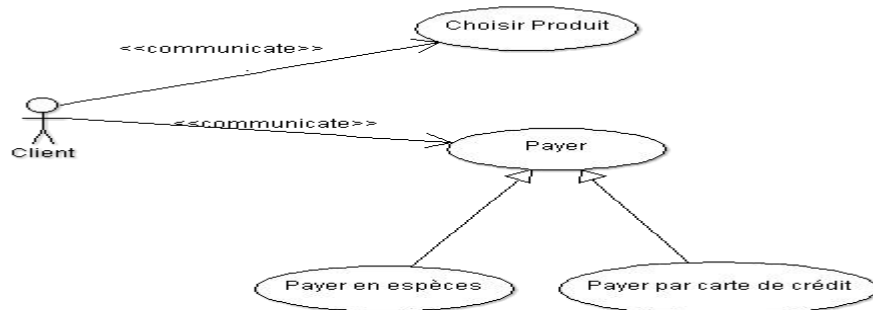 Choisir Produit
<<communicate>>
<<communicate>>
Client
Payer
Payer en espèces
Payer par carte de crédit